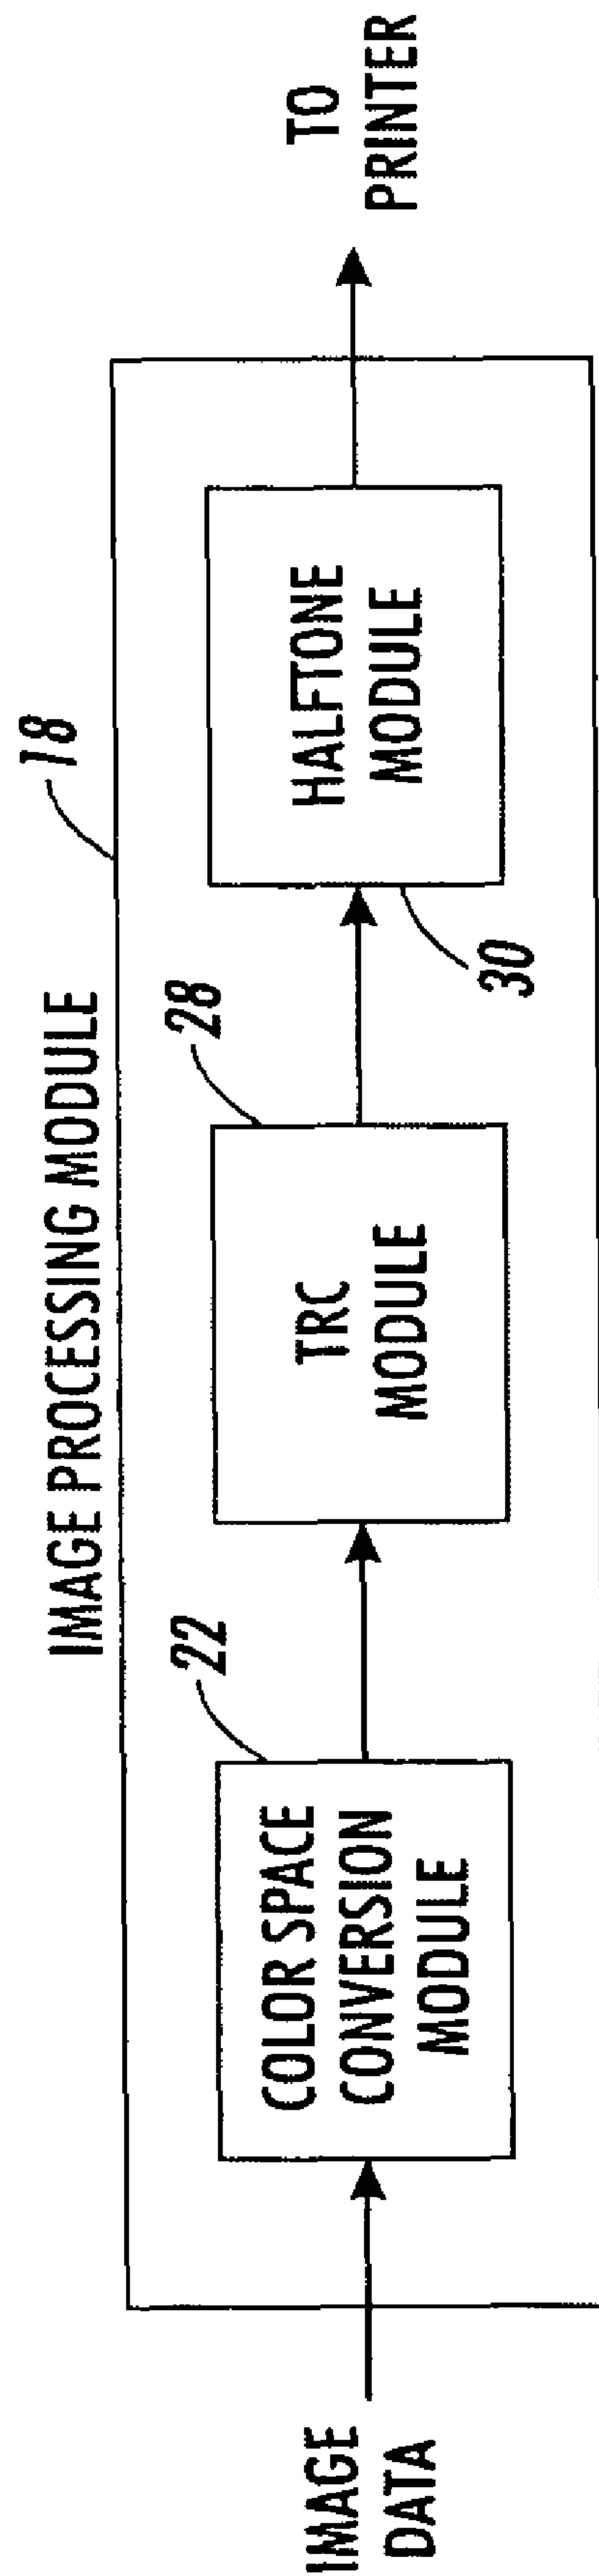 IMAGE PROCESSING MODULE
18
IMAGE
DATA
22
COLOR SPACE
CONVERSION
MODULE
28
TRC
MODULE
30
HALFTONE
MODULE
TO
PRINTER